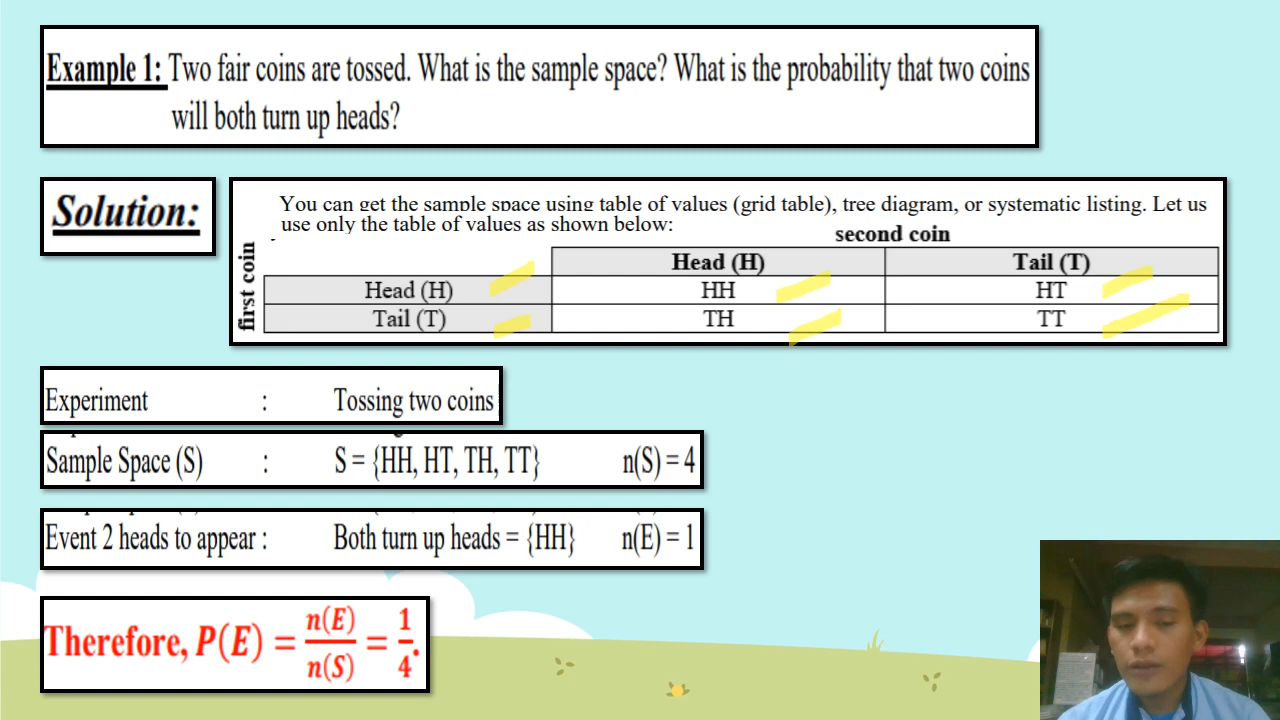 Example 1: Two fair coins are tossed. What is the sample space? What is the probability that two coins
will both turn up heads?
Solution:
You can get the sample space using table of values (grid table), tree diagram, or systematic listing. Let us
use only the table of values as shown below:
second coin
first coin
Head (H) Tail (T)
Head (H) HH HT
Tail (T) TH TT
Experiment : Tossing two coins
Sample Space (S) : S = {HH, HT, TH, TT} n(S) = 4
Event 2 heads to appear : Both turn up heads = {HH} n(E) = 1
Therefore, P(E) = n(E)/n(S) = 1/4.